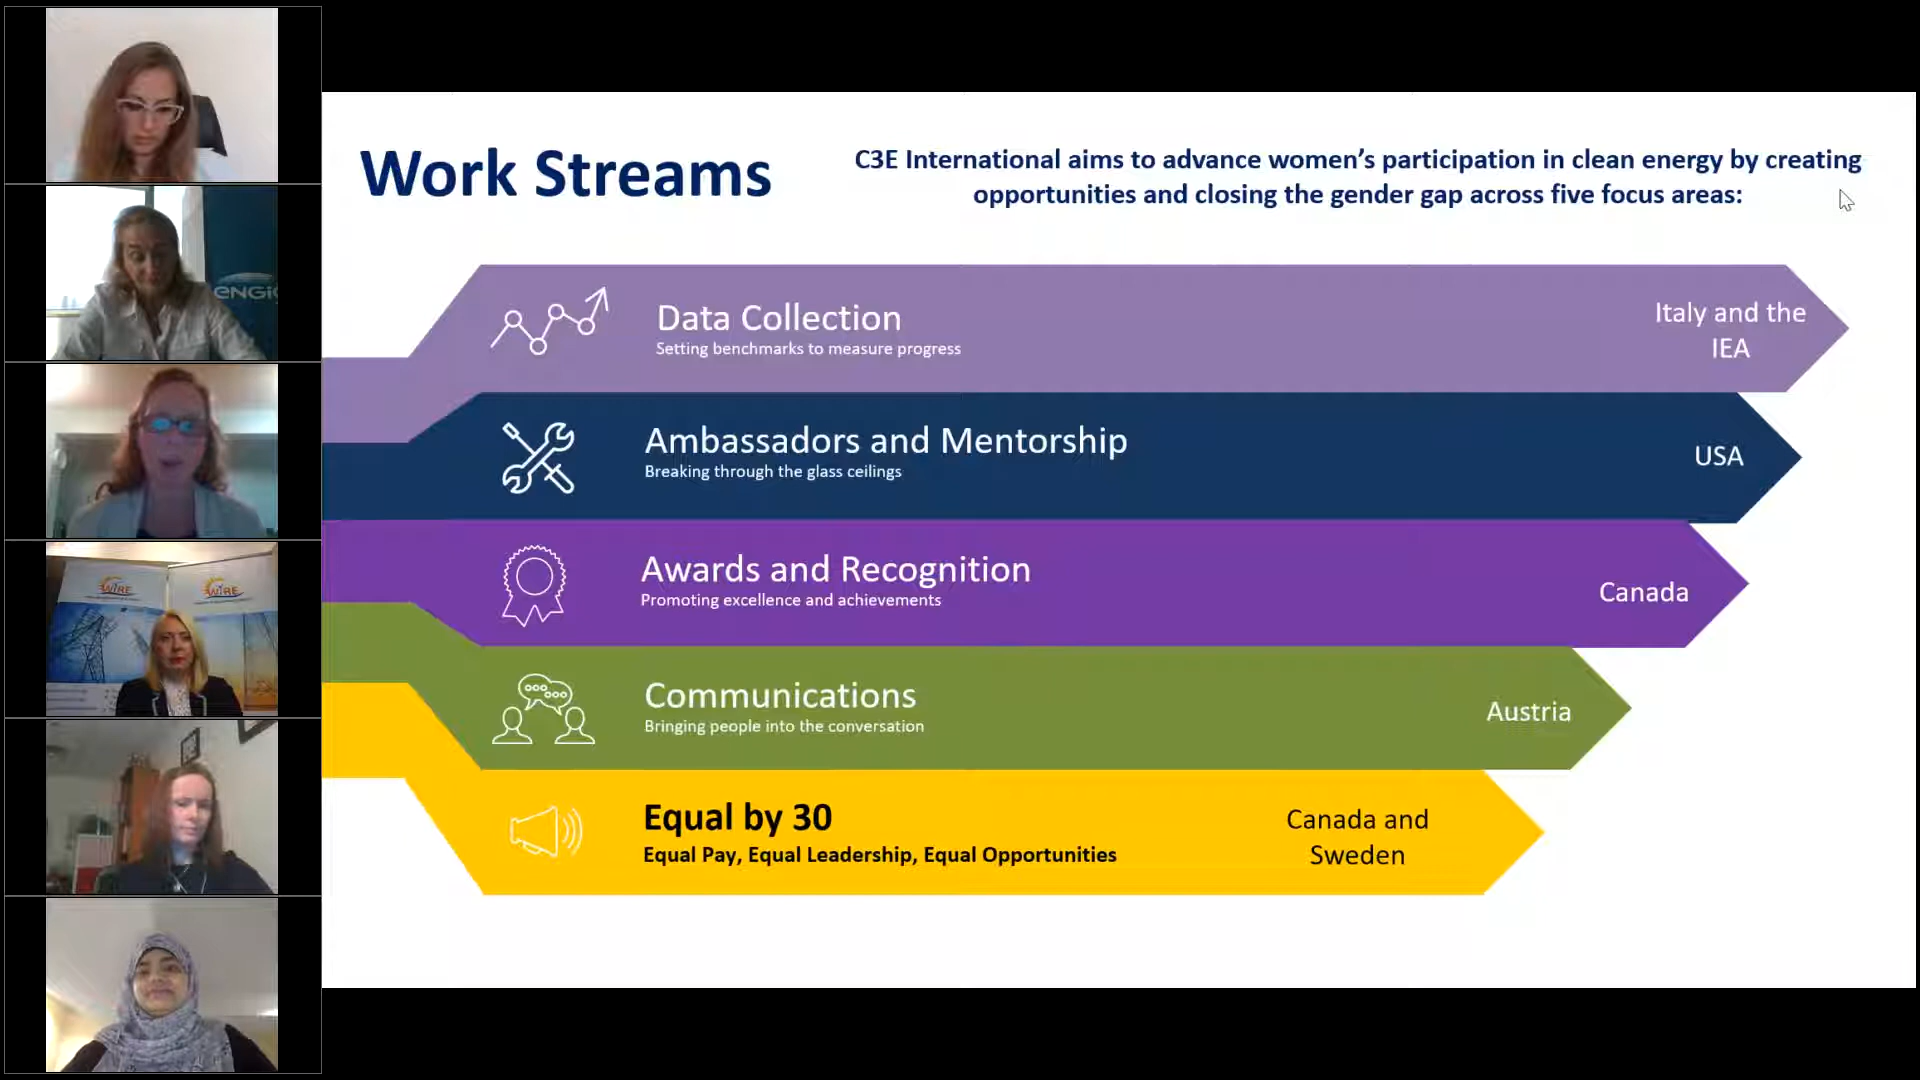 Work Streams
C3E International aims to advance women's participation in clean energy by creating
opportunities and closing the gender gap across five focus areas:
Data Collection
Setting benchmarks to measure progress
Italy and the
IEA
Ambassadors and Mentorship
Breaking through the glass ceilings
USA
Awards and Recognition
Promoting excellence and achievements
Canada
Communications
Bringing people into the conversation
Austria
Equal by 30
Equal Pay, Equal Leadership, Equal Opportunities
Canada and
Sweden
ENGI
WIRE
WIRE